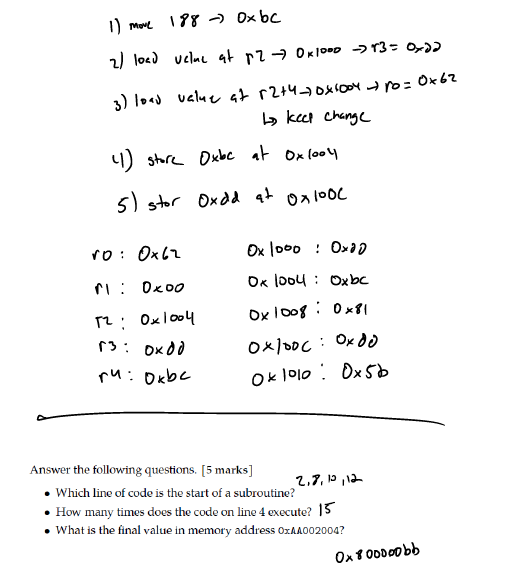 1) move 188 → 0xbc
2) load value at r2 → 0x1000 → r3 = 0xdd
3) load value at r2+4 → 0x1004 → r0 = 0x62
↳ keep change
4) store 0xbc at 0x1004
5) stor 0xdd at 0x100C
r0 : 0x62 0x1000 : 0xdd
r1 : 0x00 0x1004 : 0xbc
r2 : 0x1004 0x1008 : 0x81
r3 : 0xdd 0x100C : 0xdd
r4 : 0xbc 0x1010 : 0x5b
Answer the following questions. [5 marks]
• Which line of code is the start of a subroutine? 2,8,10,12
• How many times does the code on line 4 execute? 15
• What is the final value in memory address 0xAA002004?
0x800000bb